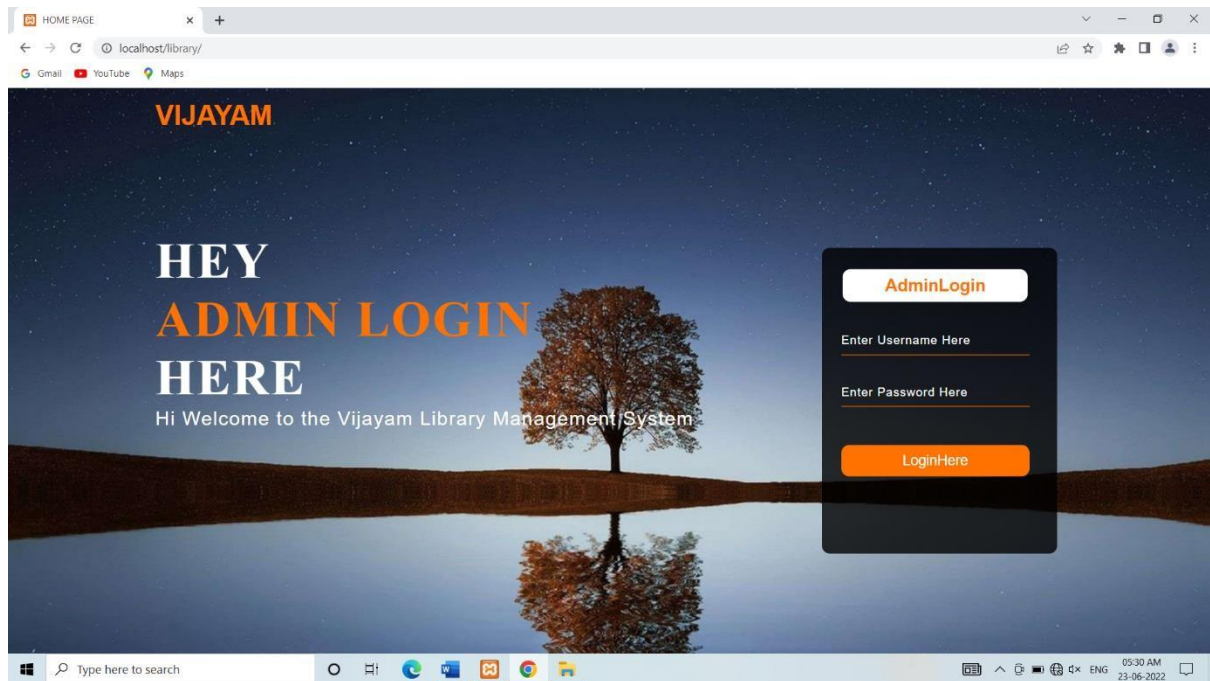 HOME PAGE
localhost/library/
Gmail YouTube Maps
VIJAYAM
HEY
ADMIN LOGIN
HERE
Hi Welcome to the Vijayam Library Management System
AdminLogin
Enter Username Here
Enter Password Here
LoginHere
Type here to search
ENG
05:30 AM
23-06-2022